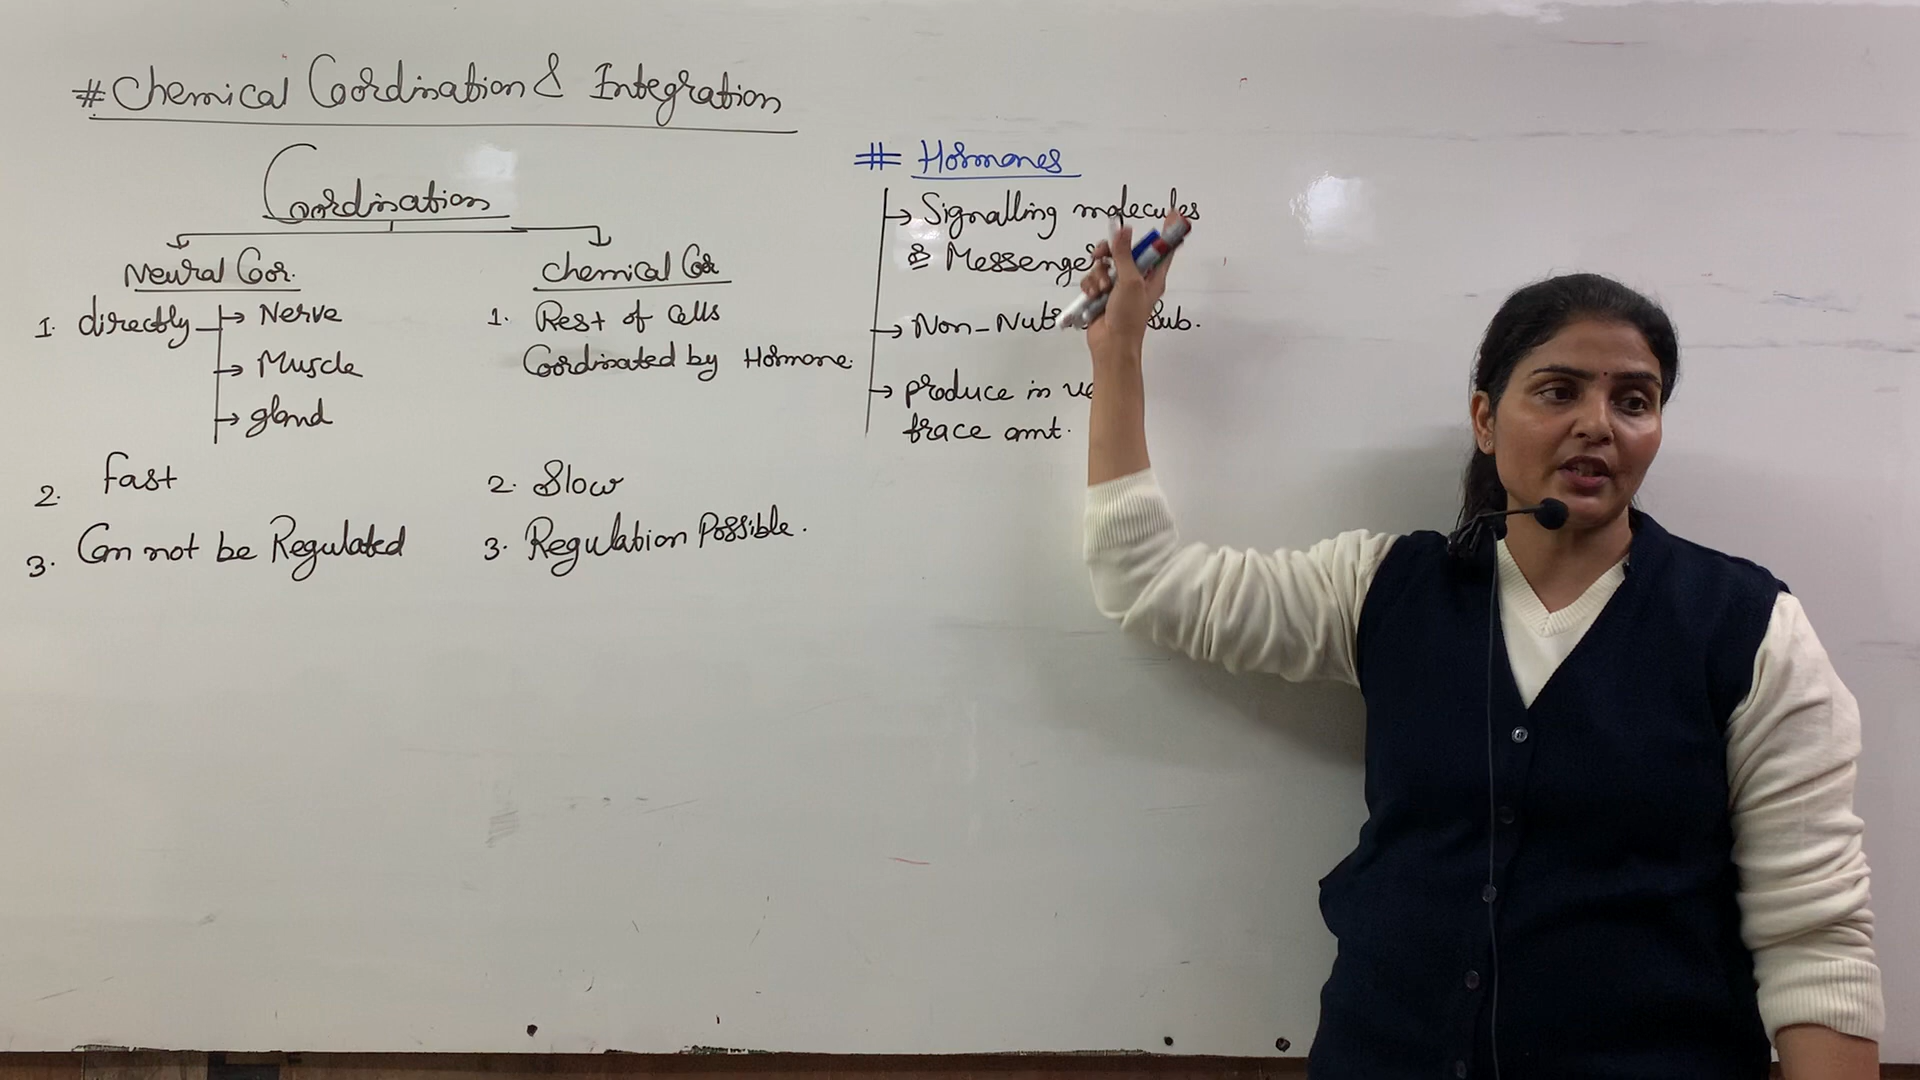 # Chemical Coordination & Integration
Coordination
Neural Cor.
1. directly → Nerve
→ Muscle
→ gland
2. Fast
3. Can not be Regulated
Chemical Cor
1. Rest of Cells
Coordinated by Hormone.
2. Slow
3. Regulation Possible.
# Hormones
→ Signalling molecules
or Messenger
→ Non-Nut Sub.
→ produce in
trace amt.